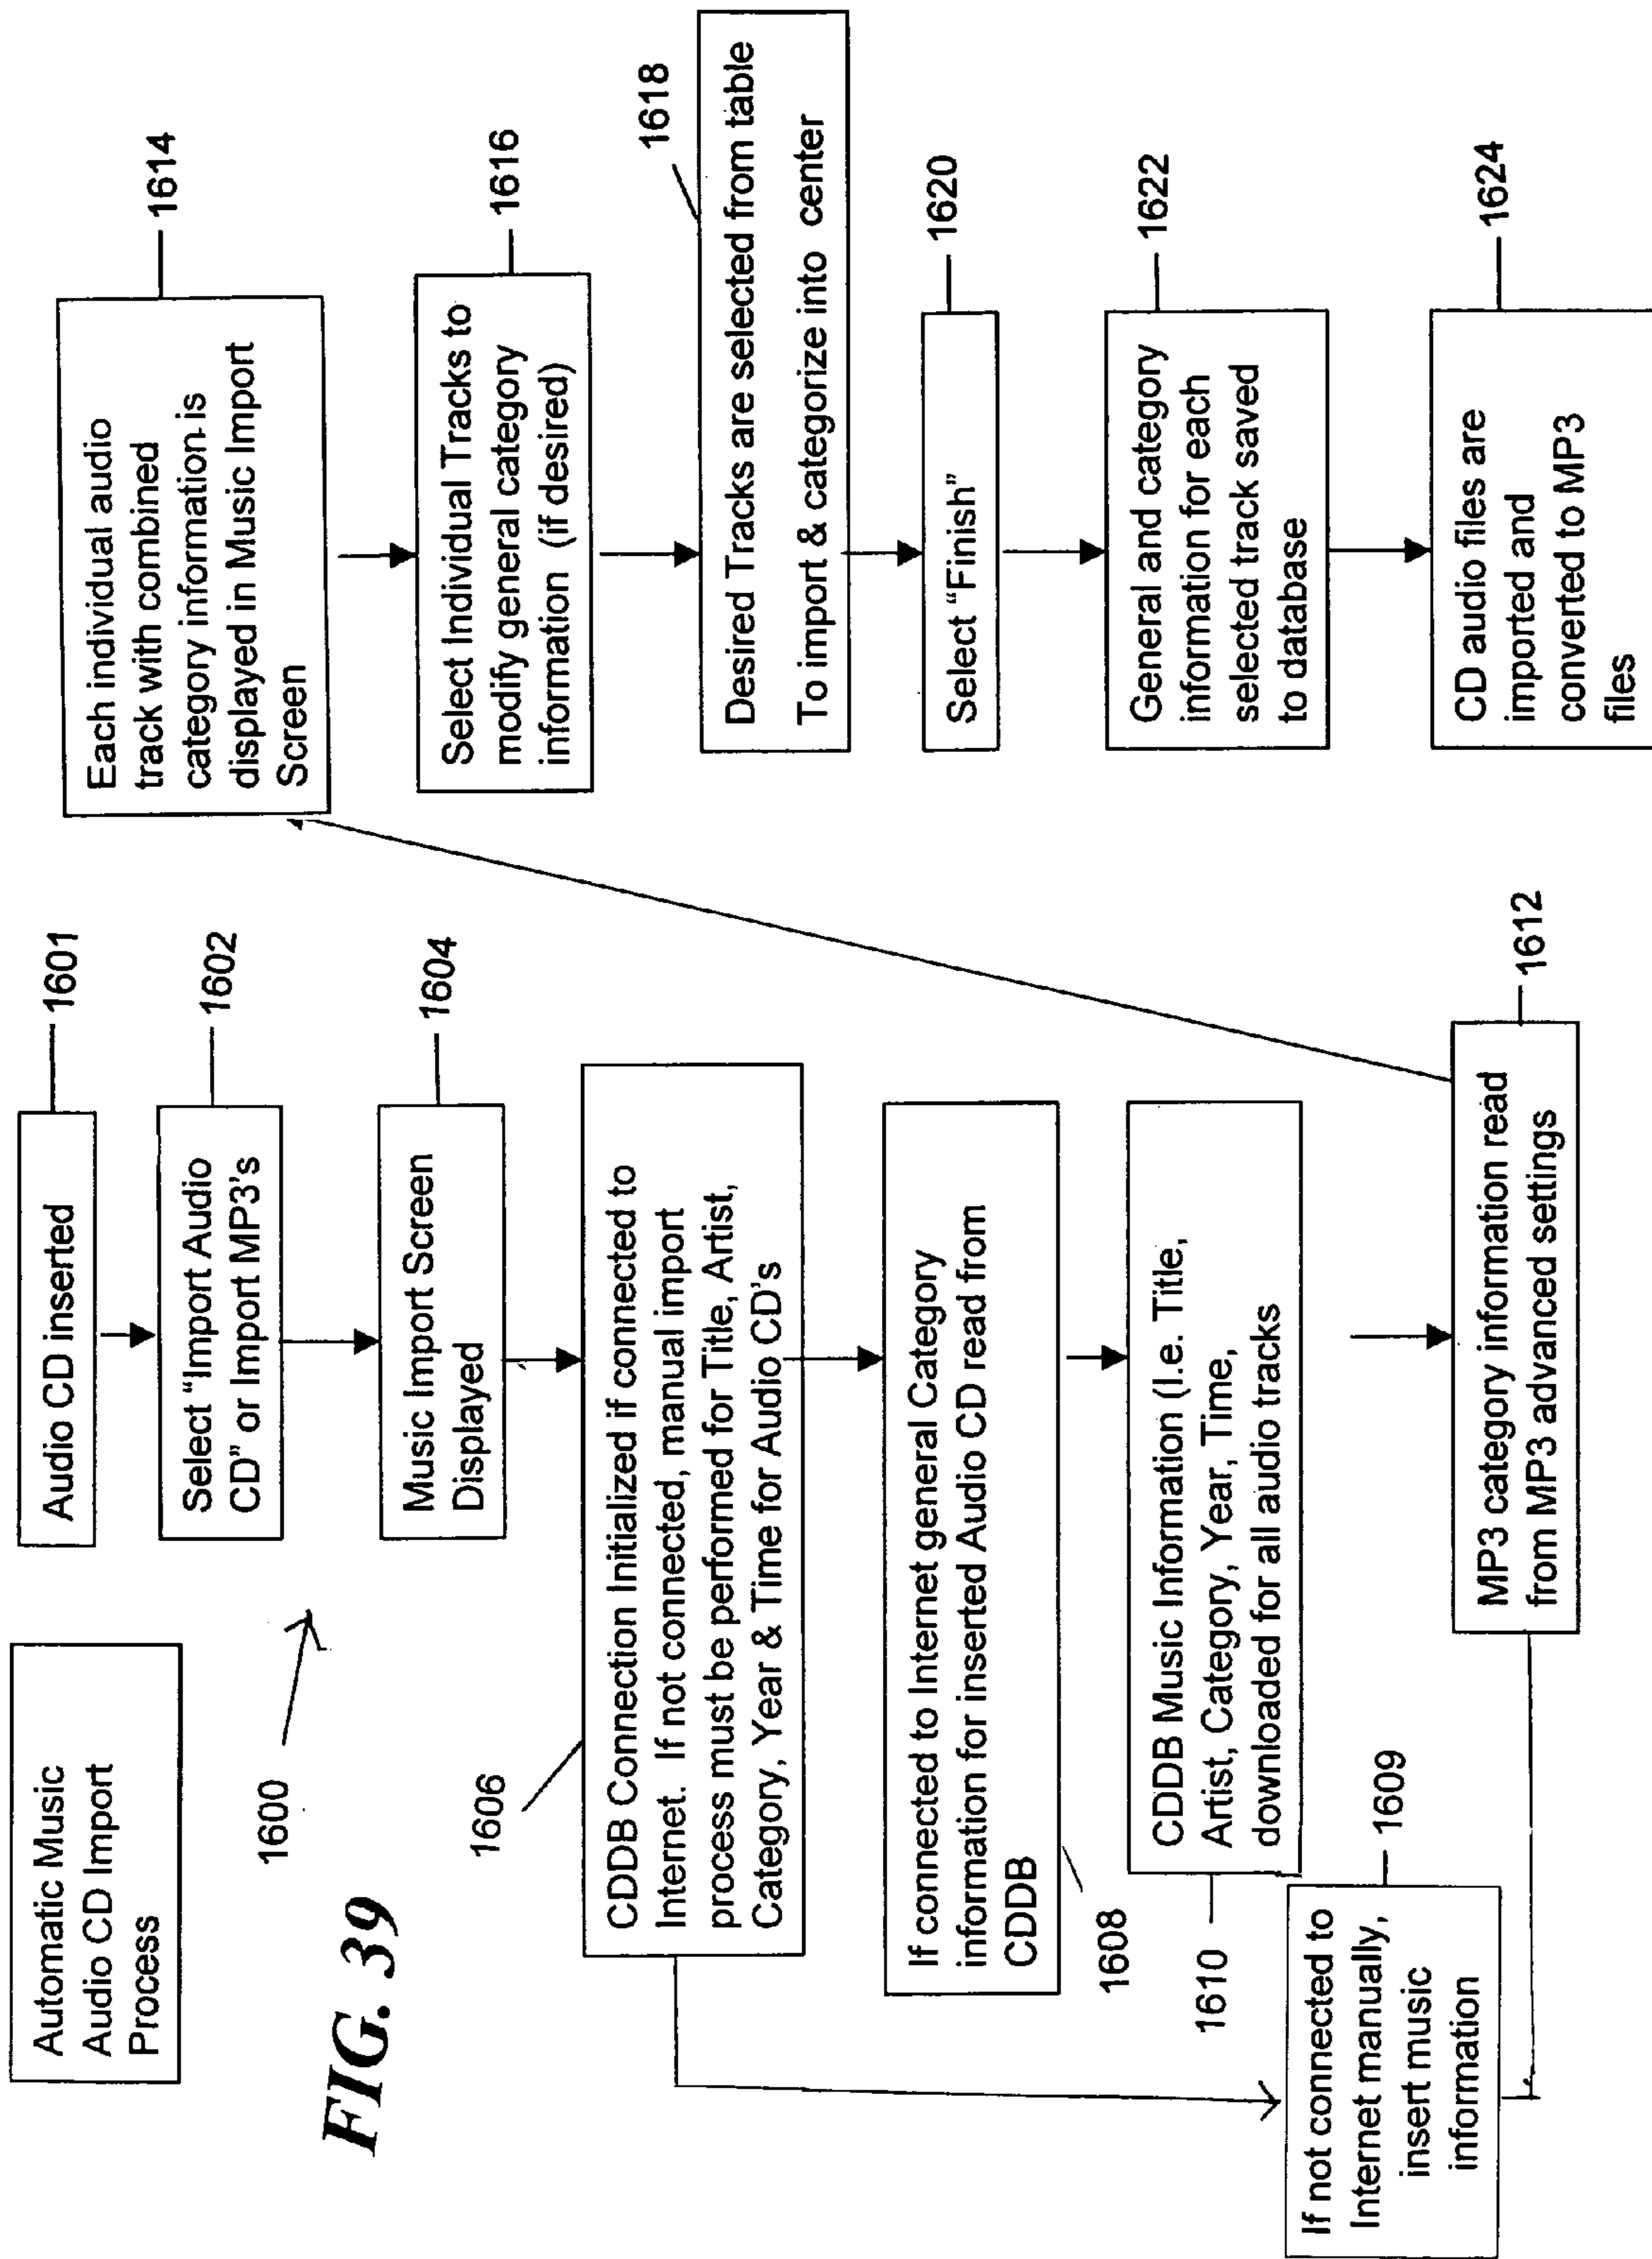 Automatic Music
Audio CD Import
Process
FIG. 39
1600
Audio CD inserted
1601
Select “Import Audio
CD” or Import MP3's
1602
Music Import Screen
Displayed
1604
CDDB Connection Initialized if connected to
Internet. If not connected, manual import
process must be performed for Title, Artist,
Category, Year & Time for Audio CD's
1606
If connected to Internet general Category
information for inserted Audio CD read from
CDDB
1608
If not connected to
Internet manually,
insert music
information
1609
CDDB Music Information (I.e. Title,
Artist, Category, Year, Time,
downloaded for all audio tracks
1610
MP3 category information read
from MP3 advanced settings
1612
Each individual audio
track with combined
category information is
displayed in Music Import
Screen
1614
Select Individual Tracks to
modify general category
information (if desired)
1616
Desired Tracks are selected from table
To import & categorize into center
1618
Select “Finish”
1620
General and category
information for each
selected track saved
to database
1622
CD audio files are
imported and
converted to MP3
files
1624